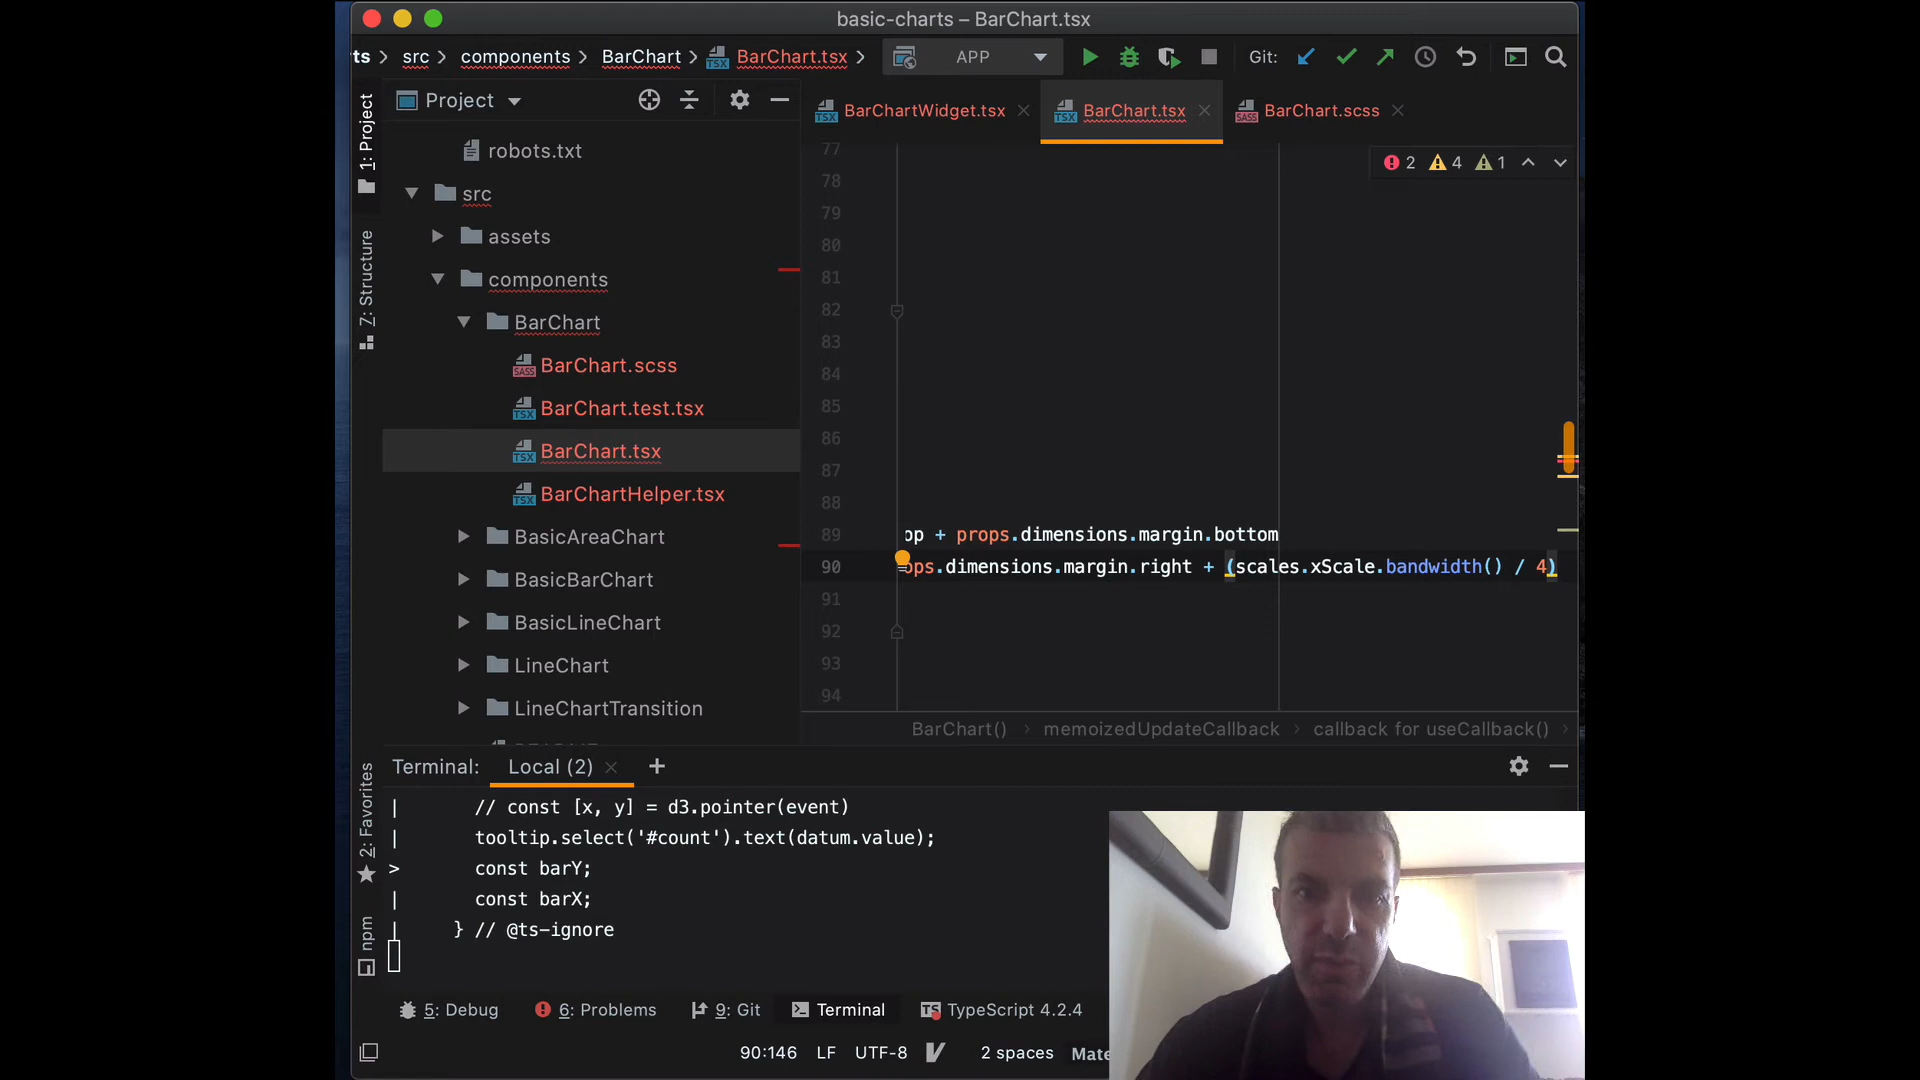 basic-charts – BarChart.tsx
ts > src > components > BarChart > BarChart.tsx >
APP
Git:
Project
BarChartWidget.tsx
BarChart.tsx
BarChart.scss
1: Project
Z: Structure
2: Favorites
npm
robots.txt
src
assets
components
BarChart
BarChart.scss
BarChart.test.tsx
BarChart.tsx
BarChartHelper.tsx
BasicAreaChart
BasicBarChart
BasicLineChart
LineChart
LineChartTransition
2 4 1
77
78
79
80
81
82
83
84
85
86
87
88
89 op + props.dimensions.margin.bottom
90 ops.dimensions.margin.right + (scales.xScale.bandwidth() / 4)
91
92
93
94
BarChart() > memoizedUpdateCallback > callback for useCallback() >
Terminal: Local (2) +
| // const [x, y] = d3.pointer(event)
| tooltip.select('#count').text(datum.value);
> const barY;
| const barX;
| } // @ts-ignore
5: Debug 6: Problems 9: Git Terminal TypeScript 4.2.4
90:146 LF UTF-8 2 spaces Mate